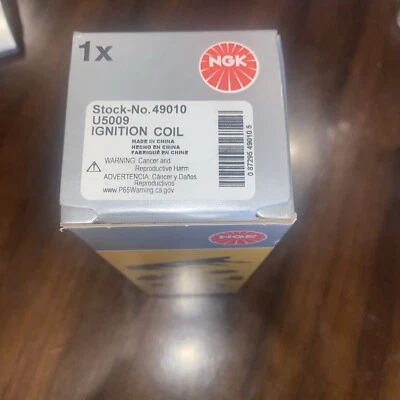 1x
NGK
Stock-No. 49010
U5009
IGNITION COIL
MADE IN CHINA
HECHO EN CHINA
FABRIQUÉ EN CHINE
WARNING: Cancer and
Reproductive Harm
ADVERTENCIA: Cáncer y Daños
Reproductivos
www.P65Warning.ca.gov
0 87295 49010 5
NGK